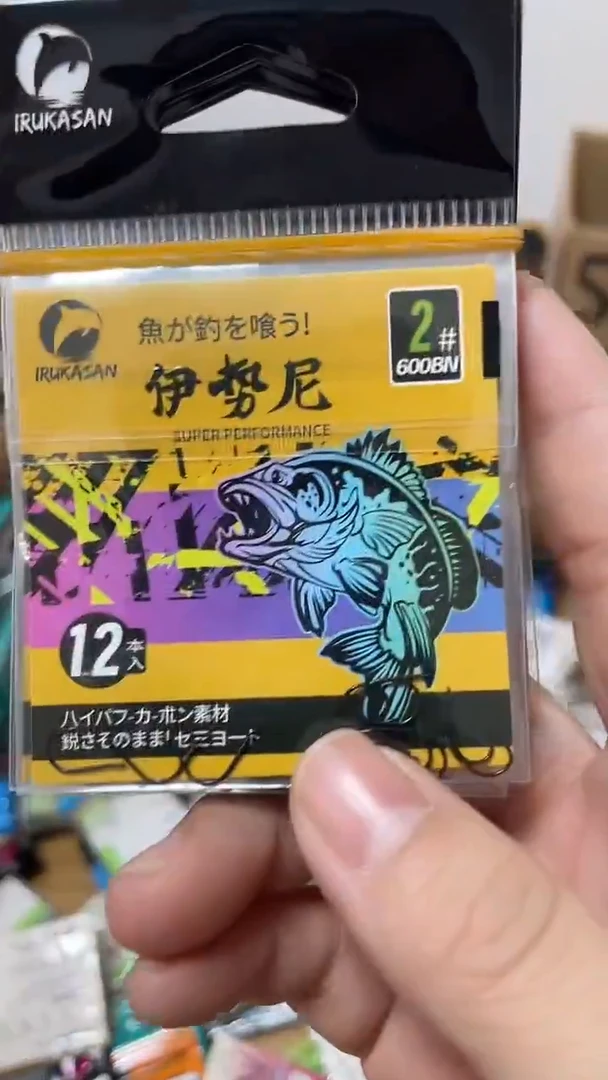 IRUKASAN
IRUKASAN
魚が釣を喰う!
2#
600BN
伊勢尼
SUPER PERFORMANCE
12本入
ハイパフ-カ-ボン素材
鋭さそのまま! セミヨート